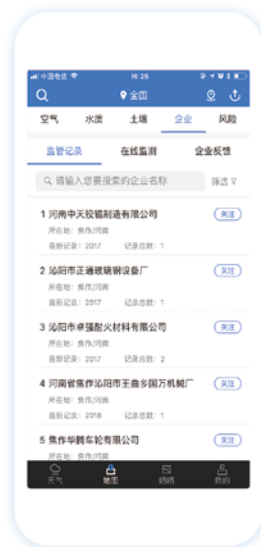 中国电信 16:25
全国
空气 水质 土壤 企业 风险
监管记录 在线监测 企业反馈
请输入您要搜索的企业名称 筛选
1 河南中天胶辊制造有限公司 关注
所在地: 焦作/河南
最新记录: 2017 记录总数: 1
2 沁阳市正通玻璃钢设备厂 关注
所在地: 焦作/河南
最新记录: 2017 记录总数: 1
3 沁阳市卓强耐火材料有限公司 关注
所在地: 焦作/河南
最新记录: 2017 记录总数: 2
4 河南省焦作沁阳市王曲乡国万机械厂 关注
所在地: 焦作/河南
最新记录: 2018 记录总数: 1
5 焦作华腾车轮有限公司 关注
所在地: 焦作/河南
天气 地图 晒晒 我的